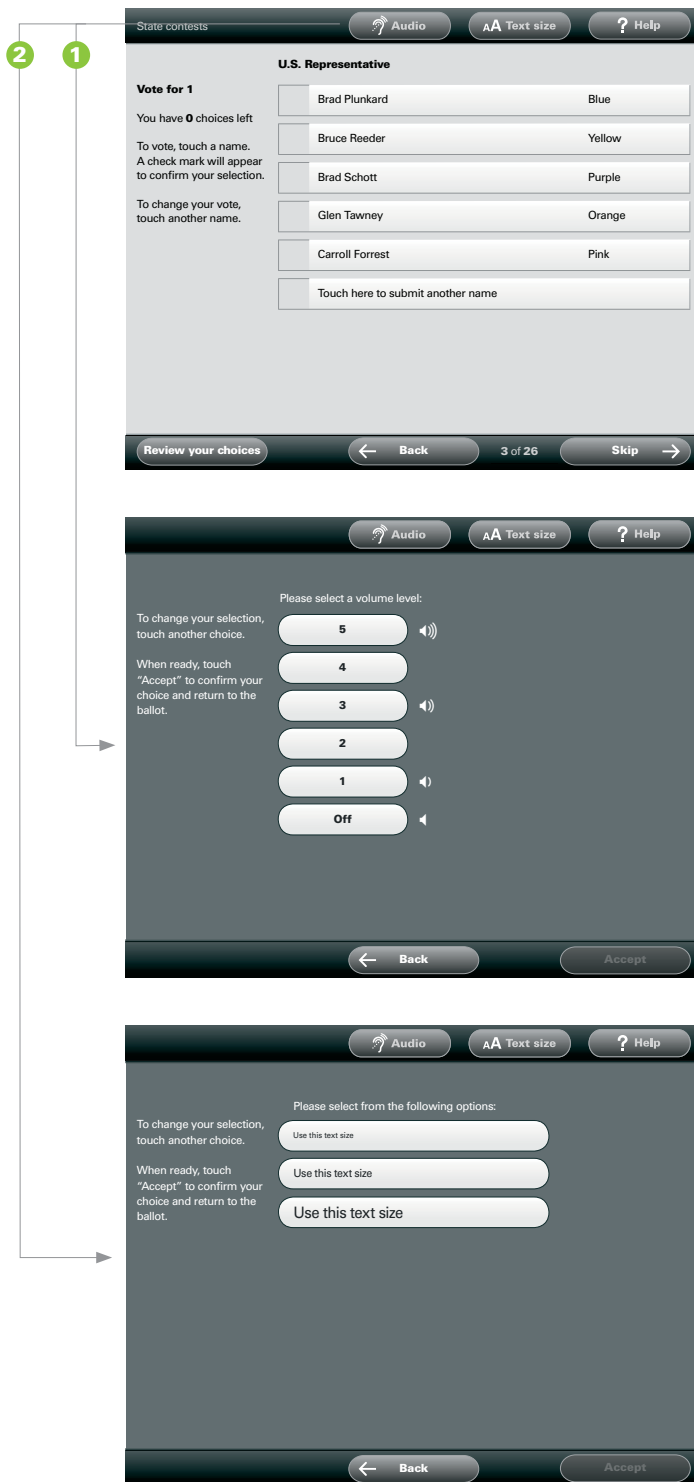 State contests
Audio
AA Text size
? Help
2
1
U.S. Representative
Vote for 1
You have 0 choices left
To vote, touch a name.
A check mark will appear
to confirm your selection.
To change your vote,
touch another name.
Brad Plunkard Blue
Bruce Reeder Yellow
Brad Schott Purple
Glen Tawney Orange
Carroll Forrest Pink
Touch here to submit another name
Review your choices
Back
3 of 26
Skip
Audio
AA Text size
? Help
To change your selection,
touch another choice.
When ready, touch
“Accept” to confirm your
choice and return to the
ballot.
Please select a volume level:
5
4
3
2
1
Off
Back
Accept
Audio
AA Text size
? Help
To change your selection,
touch another choice.
When ready, touch
“Accept” to confirm your
choice and return to the
ballot.
Please select from the following options:
Use this text size
Use this text size
Use this text size
Back
Accept